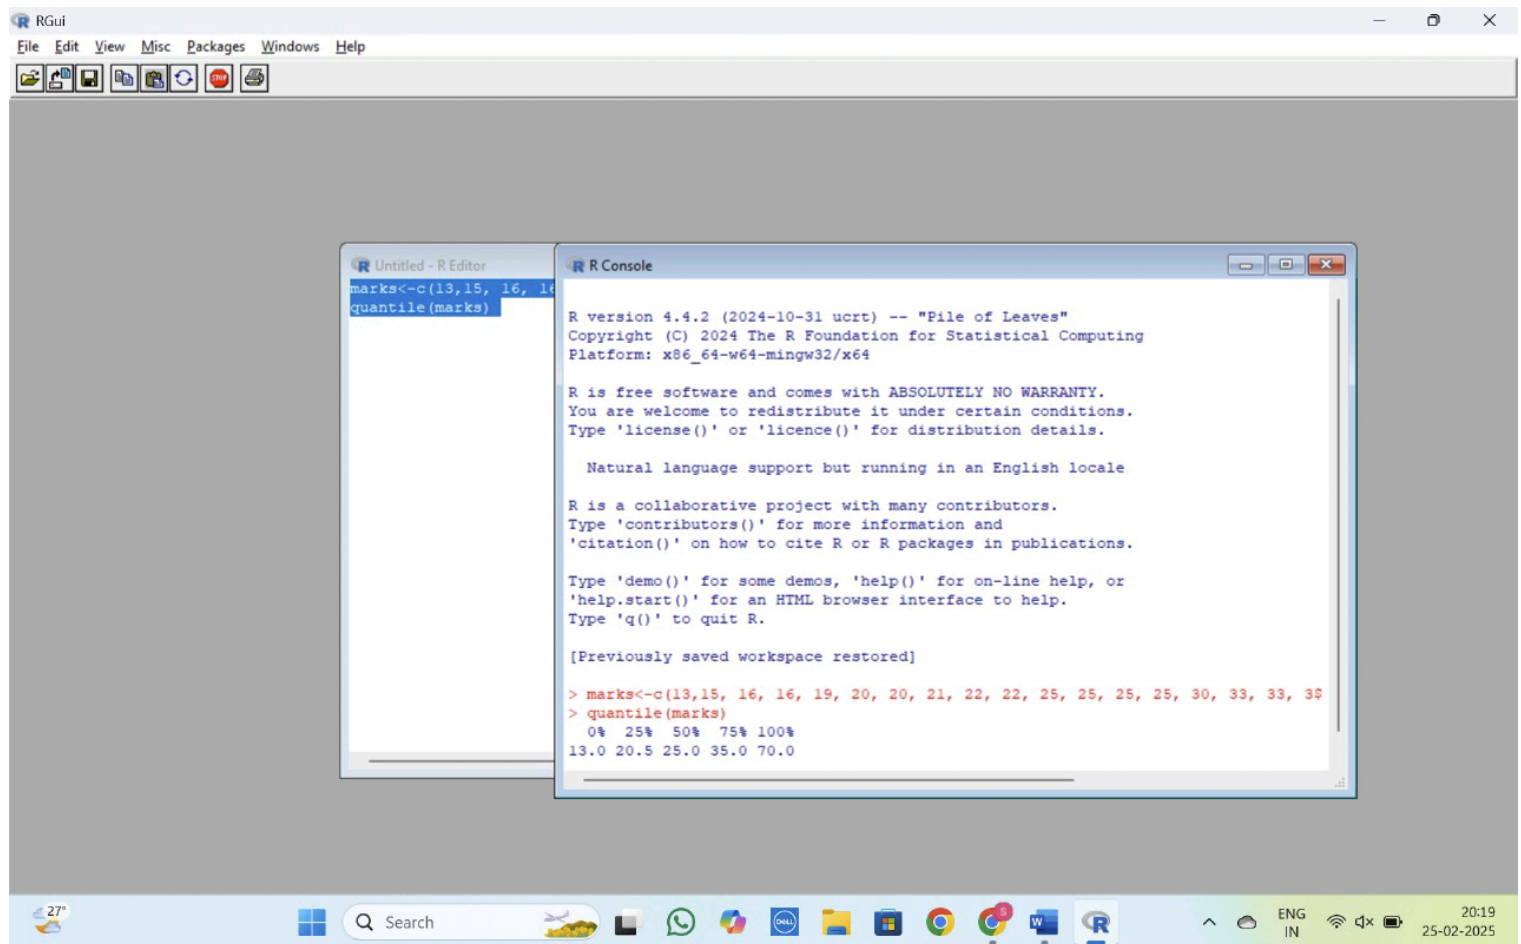 RGui
File Edit View Misc Packages Windows Help
STOP
Untitled - R Editor
marks<-c(13,15, 16, 16
quantile(marks)
R Console
R version 4.4.2 (2024-10-31 ucrt) -- "Pile of Leaves"
Copyright (C) 2024 The R Foundation for Statistical Computing
Platform: x86_64-w64-mingw32/x64
R is free software and comes with ABSOLUTELY NO WARRANTY.
You are welcome to redistribute it under certain conditions.
Type 'license()' or 'licence()' for distribution details.
Natural language support but running in an English locale
R is a collaborative project with many contributors.
Type 'contributors()' for more information and
'citation()' on how to cite R or R packages in publications.
Type 'demo()' for some demos, 'help()' for on-line help, or
'help.start()' for an HTML browser interface to help.
Type 'q()' to quit R.
[Previously saved workspace restored]
> marks<-c(13,15, 16, 16, 19, 20, 20, 21, 22, 22, 25, 25, 25, 25, 30, 33, 33, 3$
> quantile(marks)
0% 25% 50% 75% 100%
13.0 20.5 25.0 35.0 70.0
27°
Search
DELL
S
W
R
ENG
IN
20:19
25-02-2025